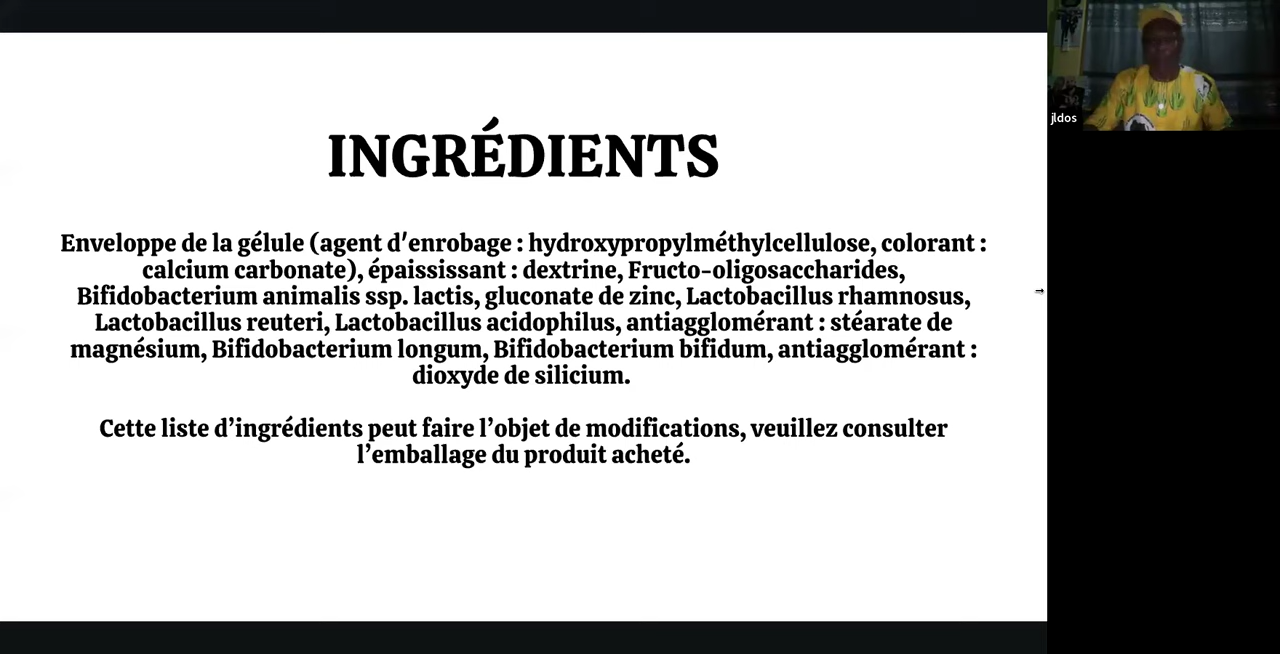 INGRÉDIENTS
Enveloppe de la gélule (agent d'enrobage : hydroxypropylméthylcellulose, colorant :
calcium carbonate), épaississant : dextrine, Fructo-oligosaccharides,
Bifidobacterium animalis ssp. lactis, gluconate de zinc, Lactobacillus rhamnosus,
Lactobacillus reuteri, Lactobacillus acidophilus, antiagglomérant : stéarate de
magnésium, Bifidobacterium longum, Bifidobacterium bifidum, antiagglomérant :
dioxyde de silicium.
Cette liste d’ingrédients peut faire l’objet de modifications, veuillez consulter
l’emballage du produit acheté.
jldos